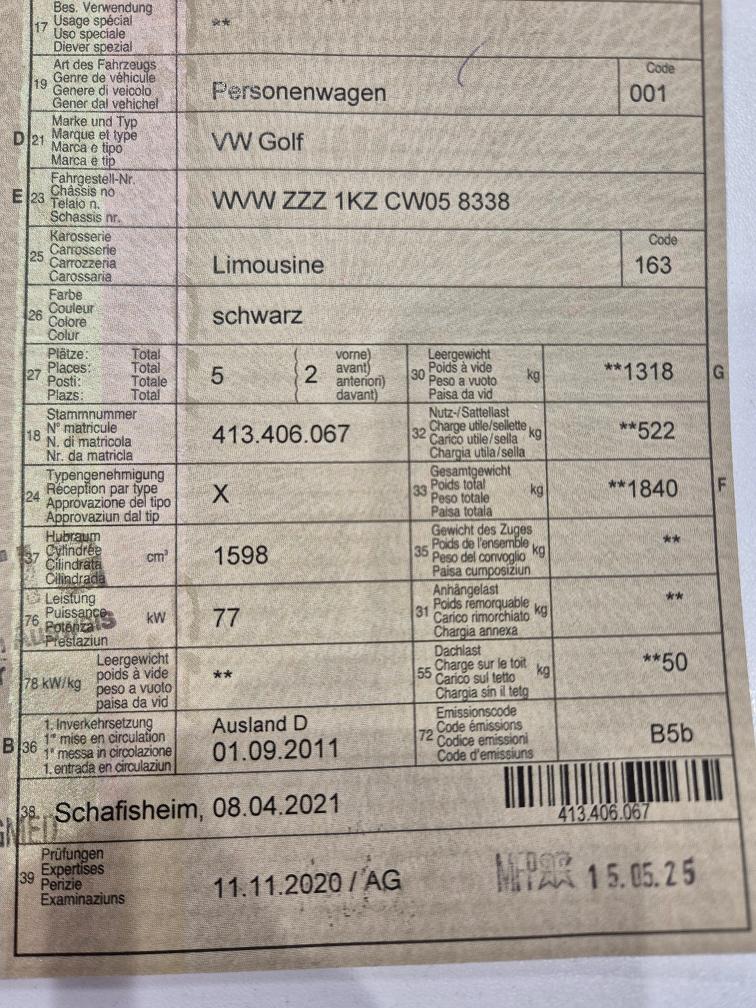 Bes. Verwendung
17 Usage spécial
Uso speciale
Diever spezial
**
Art des Fahrzeugs
19 Genre de véhicule
Genere di veicolo
Gener dal vehichel
Personenwagen
Code
001
D 21 Marke und Typ
Marque et type
Marca e tipo
Marca e tip
VW Golf
E 23 Fahrgestell-Nr.
Châssis no
Telaio n.
Schassis nr.
WVW ZZZ 1KZ CW05 8338
25 Karosserie
Carrosserie
Carrozzeria
Carossaria
Limousine
Code
163
26 Farbe
Couleur
Colore
Colur
schwarz
27 Plätze: Total
Places: Total
Posti: Totale
Plazs: Total
5
2
vorne)
avant)
anteriori)
davant)
30 Leergewicht
Poids à vide
Peso a vuoto
Paisa da vid
kg
**1318
G
18 Stammnummer
N° matricule
N. di matricola
Nr. da matricla
413.406.067
32 Nutz-/Sattellast
Charge utile/sellette
Carico utile/sella
Chargia utila/sella
kg
**522
24 Typengenehmigung
Réception par type
Approvazione del tipo
Approvaziun dal tip
X
33 Gesamtgewicht
Poids total
Peso totale
Paisa totala
kg
**1840
F
37 Hubraum
Cylindrée
Cilindrata
Cilindrada
cm³
1598
35 Gewicht des Zuges
Poids de l'ensemble
Peso del convoglio
Paisa cumposiziun
kg
**
76 Leistung
Puissance
Potenza
Prestaziun
kW
77
31 Anhängelast
Poids remorquable
Carico rimorchiato
Chargia annexa
kg
**
78 kW/kg
Leergewicht
poids à vide
peso a vuoto
paisa da vid
**
55 Dachlast
Charge sur le toit
Carico sul tetto
Chargia sin il tetg
kg
**50
B 36 1. Inverkehrsetzung
1re mise en circulation
1a messa in circolazione
1. entrada en circulaziun
Ausland D
01.09.2011
72 Emissionscode
Code émissions
Codice emissioni
Code d'emissiuns
B5b
38 Schafisheim, 08.04.2021
413.406.067
39 Prüfungen
Expertises
Perizie
Examinaziuns
11.11.2020 / AG
15.05.25